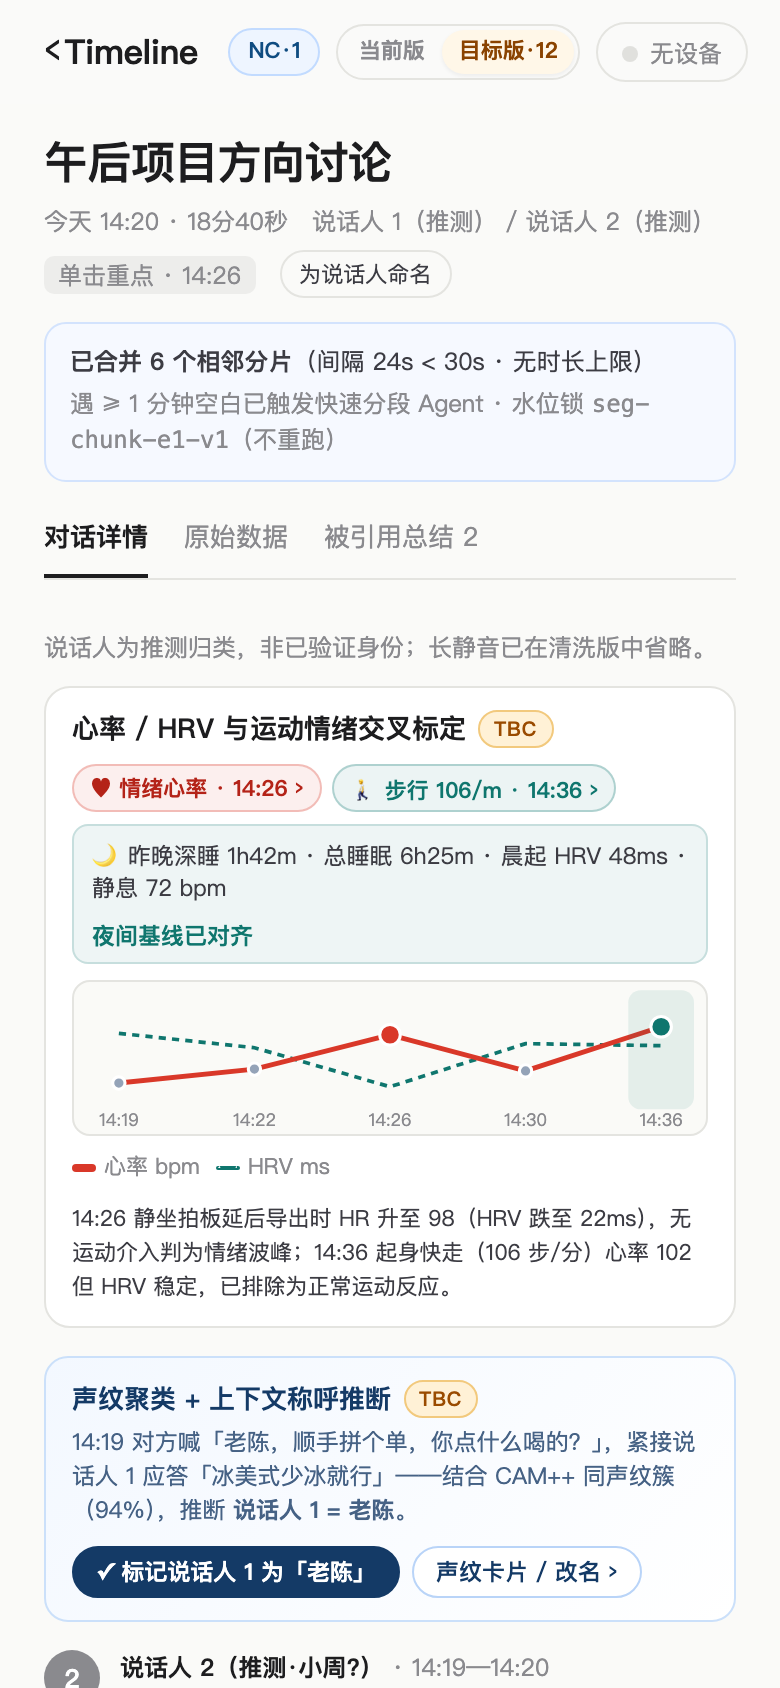 Timeline
NC·1
当前版
目标版·12
无设备
午后项目方向讨论
今天 14:20 · 18分40秒 说话人 1（推测） / 说话人 2（推测）
单击重点 · 14:26
为说话人命名
已合并 6 个相邻分片（间隔 24s < 30s · 无时长上限）
遇 ≥ 1 分钟空白已触发快速分段 Agent · 水位锁 seg-
chunk-e1-v1（不重跑）
对话详情
原始数据
被引用总结 2
说话人为推测归类，非已验证身份；长静音已在清洗版中省略。
心率 / HRV 与运动情绪交叉标定 TBC
情绪心率 · 14:26 ›
步行 106/m · 14:36 ›
昨晚深睡 1h42m · 总睡眠 6h25m · 晨起 HRV 48ms ·
静息 72 bpm
夜间基线已对齐
14:19 14:22 14:26 14:30 14:36
心率 bpm HRV ms
14:26 静坐拍板延后导出时 HR 升至 98（HRV 跌至 22ms），无
运动介入判为情绪波峰；14:36 起身快走（106 步/分）心率 102
但 HRV 稳定，已排除为正常运动反应。
声纹聚类 + 上下文称呼推断 TBC
14:19 对方喊「老陈，顺手拼个单，你点什么喝的？」，紧接说
话人 1 应答「冰美式少冰就行」——结合 CAM++ 同声纹簇
（94%），推断 说话人 1 = 老陈。
✓ 标记说话人 1 为「老陈」
声纹卡片 / 改名 ›
2
说话人 2（推测·小周?） · 14:19—14:20